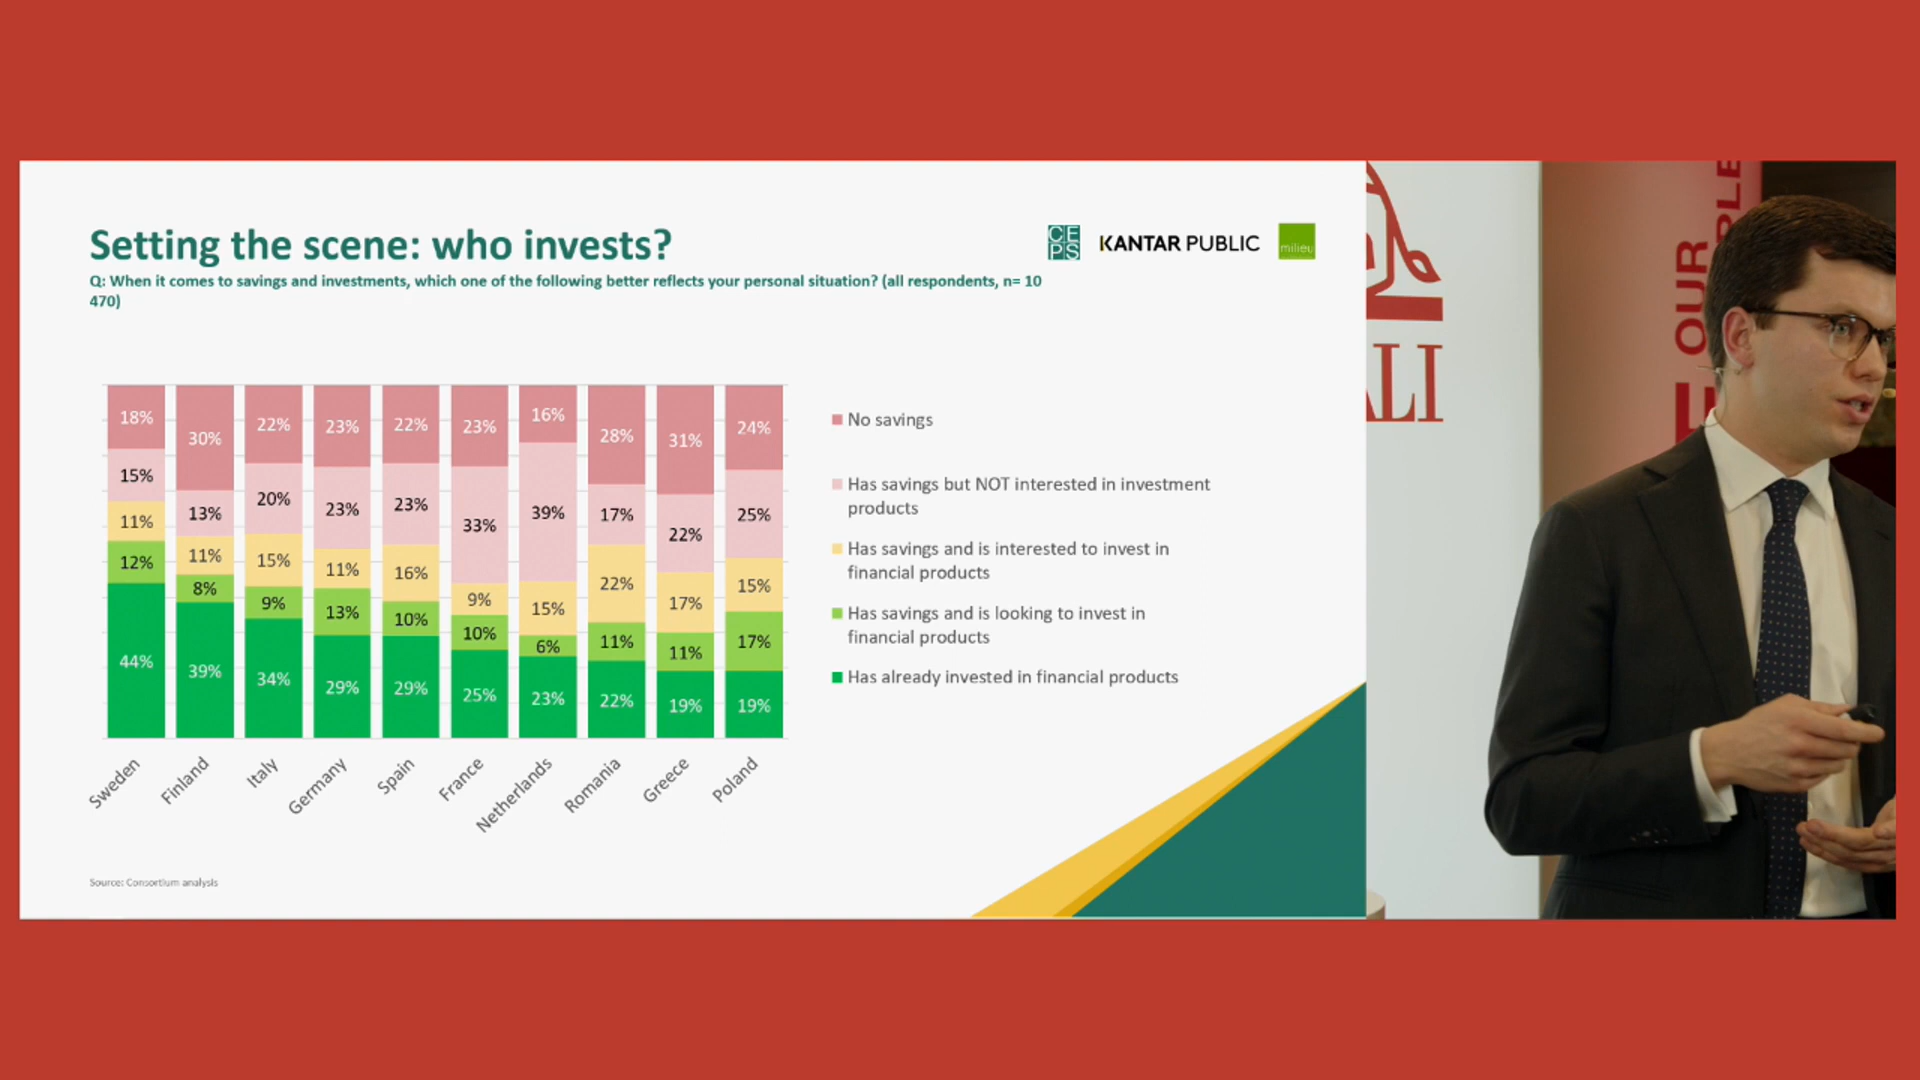 Setting the scene: who invests?
CE
PS
KANTAR PUBLIC
milieu
Q: When it comes to savings and investments, which one of the following better reflects your personal situation? (all respondents, n= 10
470)
18% 30% 22% 23% 22% 23% 16% 28% 31% 24%
15% 13% 20% 23% 23% 33% 39% 17% 22% 25%
11% 11% 15% 11% 16% 9% 15% 22% 17% 15%
12% 8% 9% 13% 10% 10% 6% 11% 11% 17%
44% 39% 34% 29% 29% 25% 23% 22% 19% 19%
Sweden Finland Italy Germany Spain France Netherlands Romania Greece Poland
No savings
Has savings but NOT interested in investment
products
Has savings and is interested to invest in
financial products
Has savings and is looking to invest in
financial products
Has already invested in financial products
Source: Consortium analysis
ALI
OUR